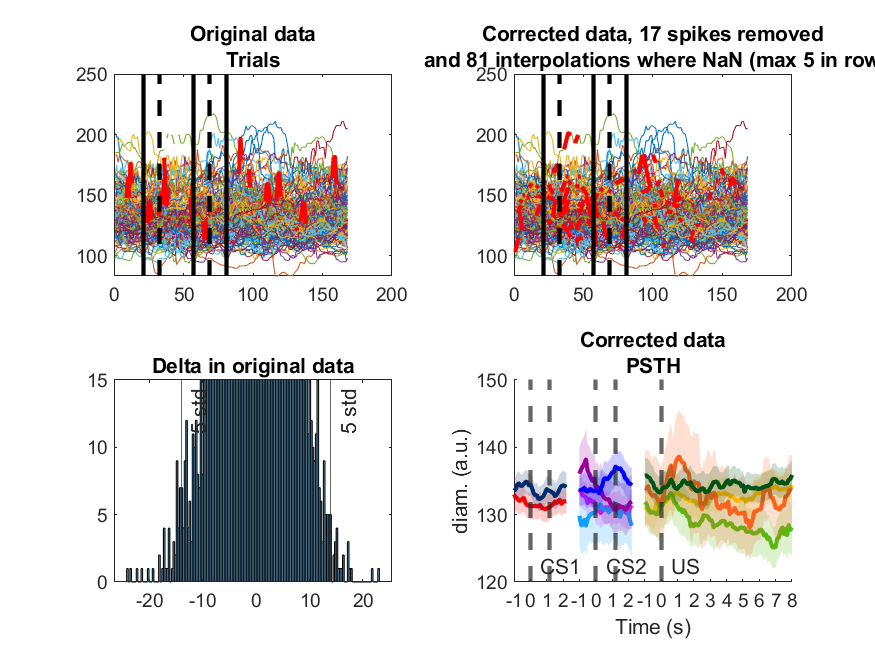 Original data
Trials
250
200
150
100
0
50
100
150
200
Corrected data, 17 spikes removed
and 81 interpolations where NaN (max 5 in row
250
200
150
100
0
50
100
150
200
Delta in original data
15
10
5
0
5 std
5 std
-20
-10
0
10
20
Corrected data
PSTH
150
140
130
120
diam. (a.u.)
CS1
CS2
US
-1 0 1 2 -1 0 1 2 -1 0 1 2 3 4 5 6 7 8
Time (s)